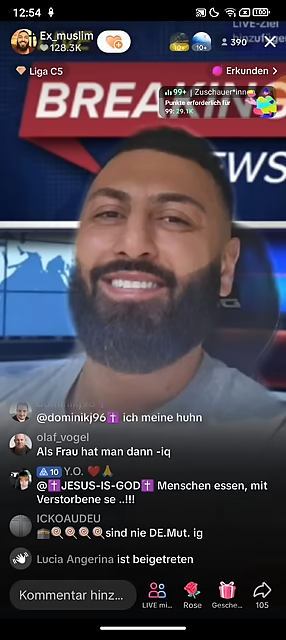 12:54
LIVE-Ziel
hinzufüge
Ex_muslim
128.3K
390
Liga C5
Erkunden >
99+ | Zuschauer*inne
Punkte erforderlich für
99: 29.1K
BREAKING
NEWS
@dominikj96✝️ ich meine huhn
olaf_vogel
Als Frau hat man dann -iq
10 Y.O. ❤️🙏
@✝️JESUS-IS-GOD✝️ Menschen essen, mit
Verstorbene se ..!!!
ICKOAUDEU
sind nie DE.Mut. ig
Lucia Angerina ist beigetreten
Kommentar hinz...
LIVE mi...
Rose
Gesche...
105